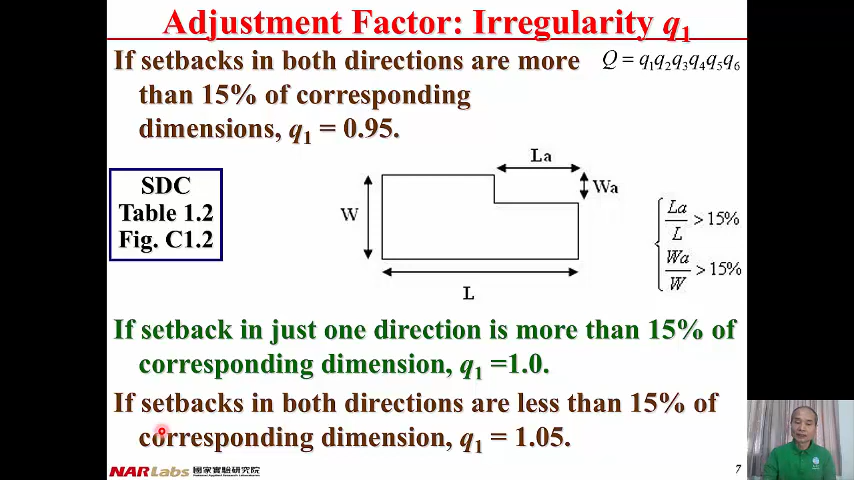 Adjustment Factor: Irregularity q1
If setbacks in both directions are more
than 15% of corresponding
dimensions, q1 = 0.95.
Q = q1q2q3q4q5q6
SDC
Table 1.2
Fig. C1.2
La
Wa
W
L
La/L > 15%
Wa/W > 15%
If setback in just one direction is more than 15% of
corresponding dimension, q1 =1.0.
If setbacks in both directions are less than 15% of
corresponding dimension, q1 = 1.05.
NARLabs 國家實驗研究院
7